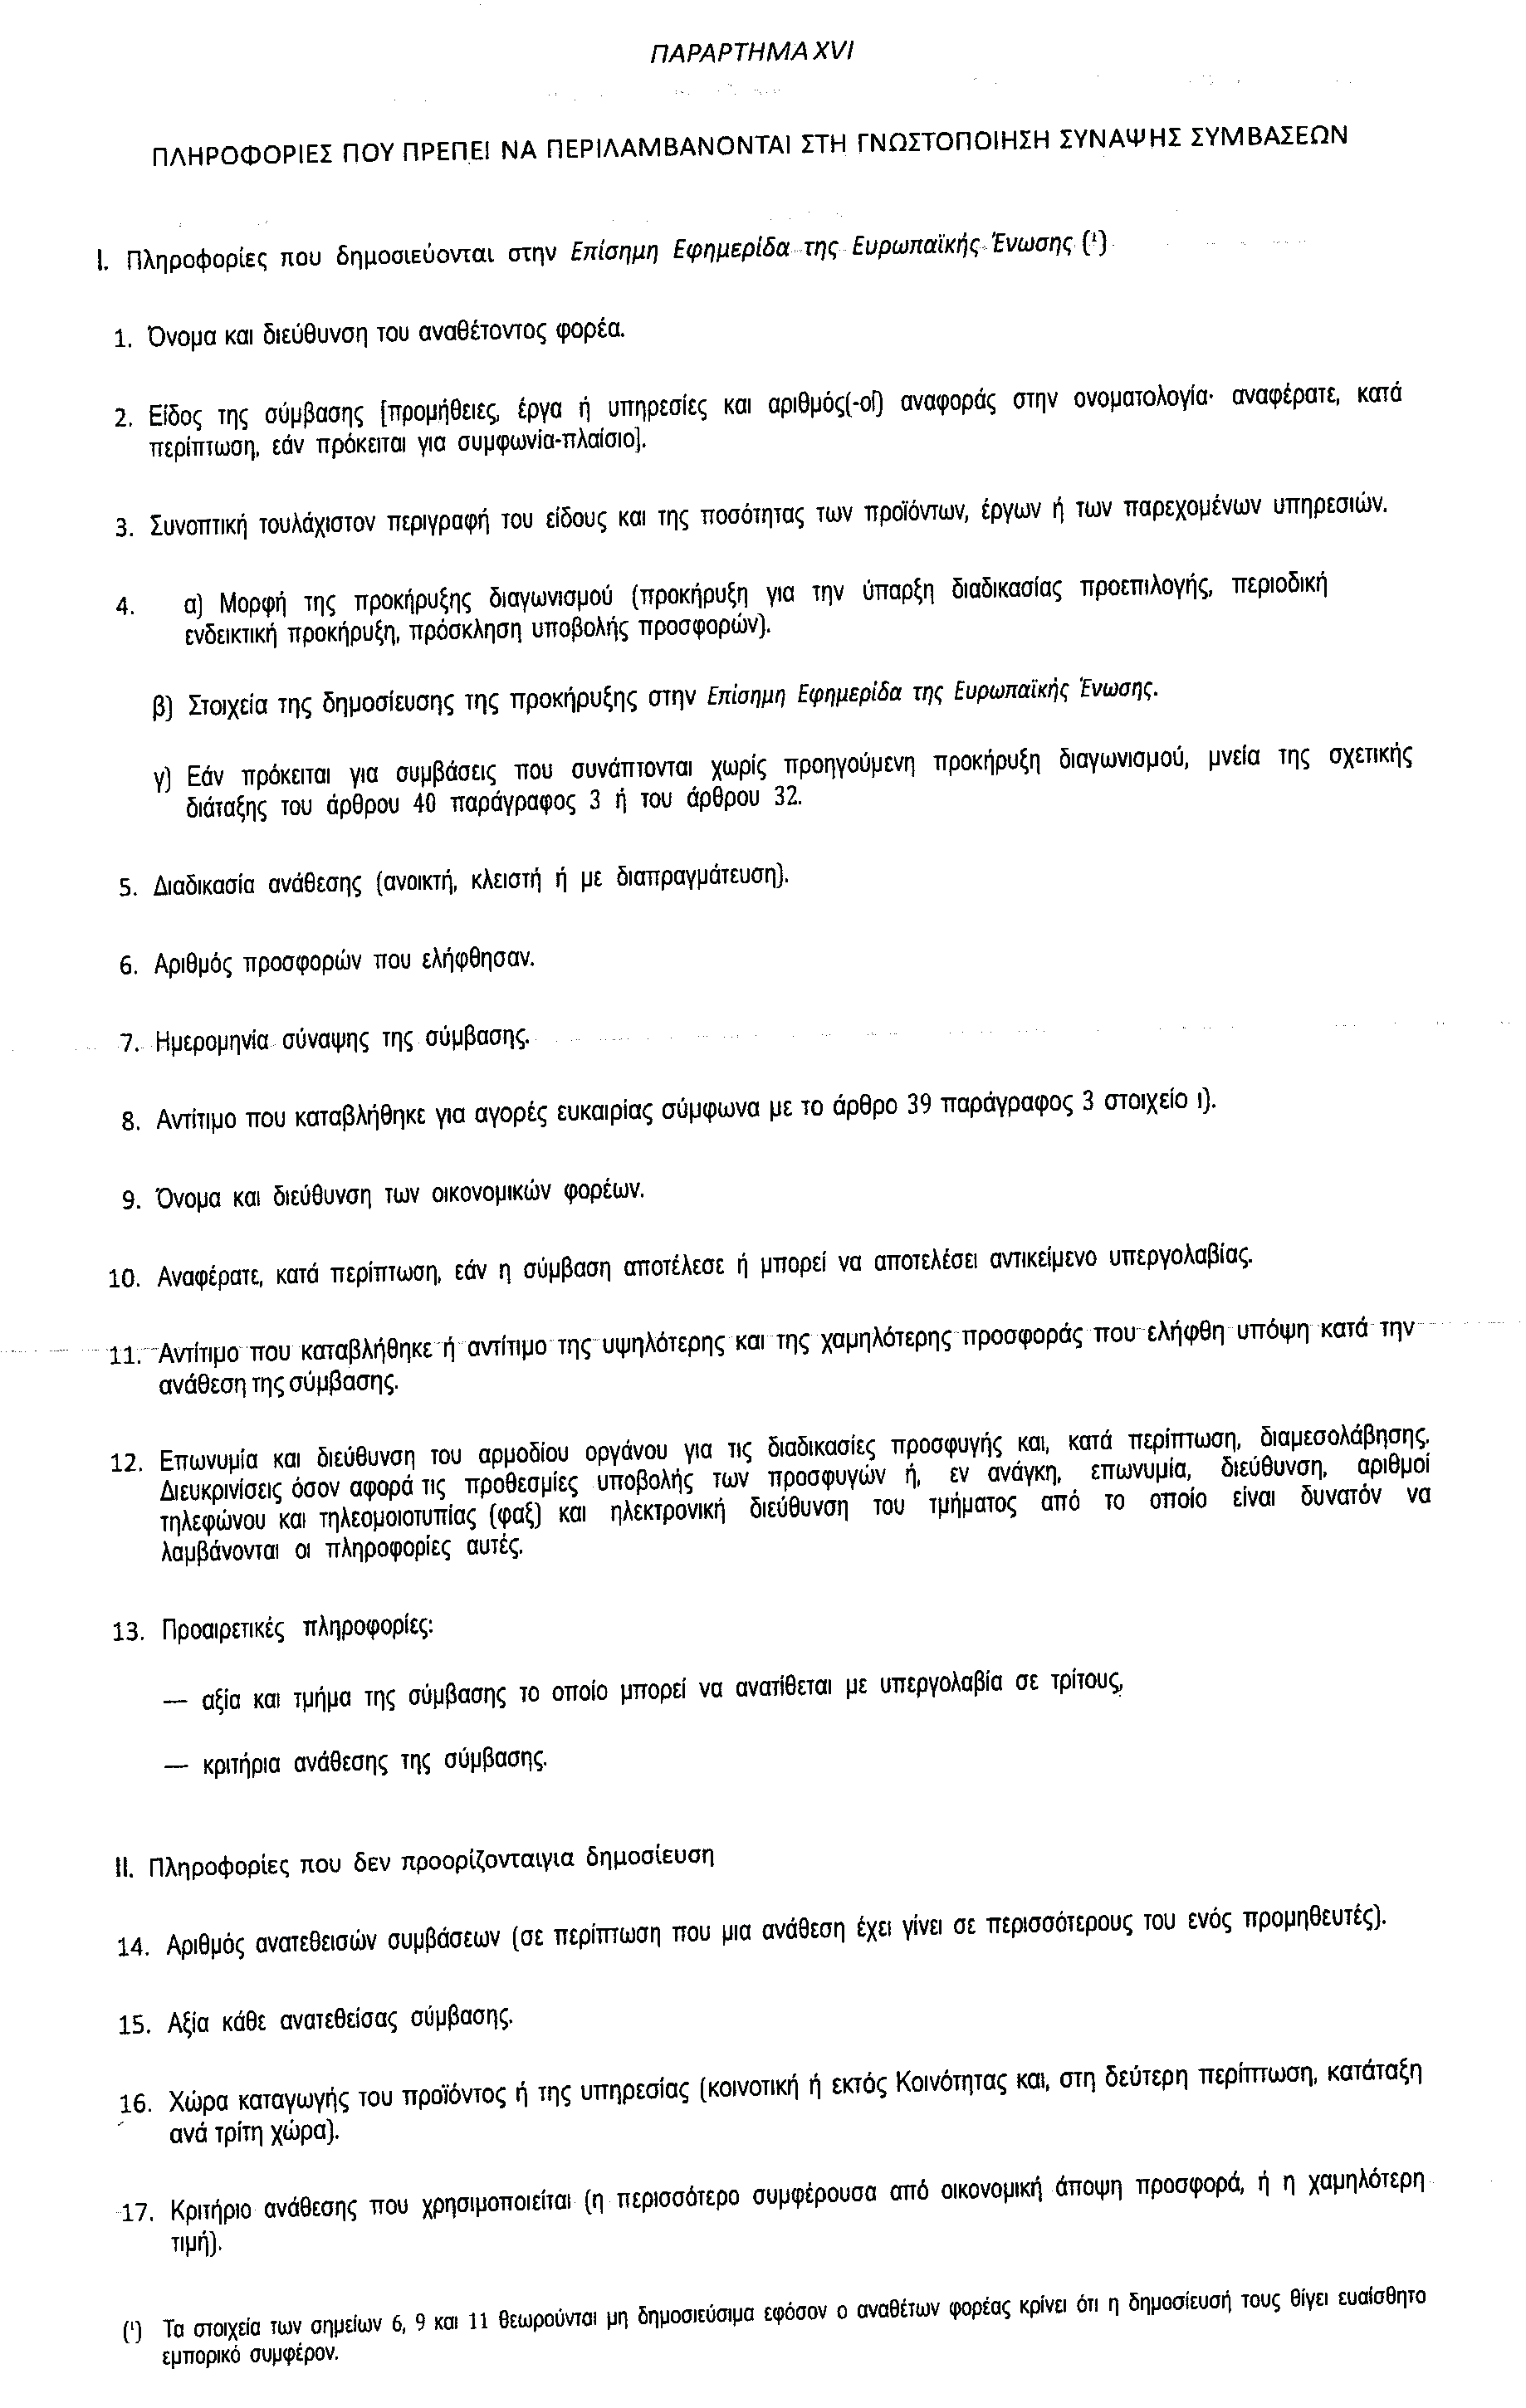 ΠΑΡΑΡΤΗΜΑ XVI
ΠΛΗΡΟΦΟΡΙΕΣ ΠΟΥ ΠΡΕΠΕΙ ΝΑ ΠΕΡΙΛΑΜΒΑΝΟΝΤΑΙ ΣΤΗ ΓΝΩΣΤΟΠΟΙΗΣΗ ΣΥΝΑΨΗΣ ΣΥΜΒΑΣΕΩΝ
I. Πληροφορίες που δημοσιεύονται στην Επίσημη Εφημερίδα της Ευρωπαϊκής Ένωσης (¹)
1. Όνομα και διεύθυνση του αναθέτοντος φορέα.
2. Είδος της σύμβασης [προμήθειες, έργα ή υπηρεσίες και αριθμός(-οί) αναφοράς στην ονοματολογία· αναφέρατε, κατά
περίπτωση, εάν πρόκειται για συμφωνία-πλαίσιο].
3. Συνοπτική τουλάχιστον περιγραφή του είδους και της ποσότητας των προϊόντων, έργων ή των παρεχομένων υπηρεσιών.
4. α) Μορφή της προκήρυξης διαγωνισμού (προκήρυξη για την ύπαρξη διαδικασίας προεπιλογής, περιοδική
ενδεικτική προκήρυξη, πρόσκληση υποβολής προσφορών).
β) Στοιχεία της δημοσίευσης της προκήρυξης στην Επίσημη Εφημερίδα της Ευρωπαϊκής Ένωσης.
γ) Εάν πρόκειται για συμβάσεις που συνάπτονται χωρίς προηγούμενη προκήρυξη διαγωνισμού, μνεία της σχετικής
διάταξης του άρθρου 40 παράγραφος 3 ή του άρθρου 32.
5. Διαδικασία ανάθεσης (ανοικτή, κλειστή ή με διαπραγμάτευση).
6. Αριθμός προσφορών που ελήφθησαν.
7. Ημερομηνία σύναψης της σύμβασης.
8. Αντίτιμο που καταβλήθηκε για αγορές ευκαιρίας σύμφωνα με το άρθρο 39 παράγραφος 3 στοιχείο ι).
9. Όνομα και διεύθυνση των οικονομικών φορέων.
10. Αναφέρατε, κατά περίπτωση, εάν η σύμβαση αποτέλεσε ή μπορεί να αποτελέσει αντικείμενο υπεργολαβίας.
11. Αντίτιμο που καταβλήθηκε ή αντίτιμο της υψηλότερης και της χαμηλότερης προσφοράς που ελήφθη υπόψη κατά την
ανάθεση της σύμβασης.
12. Επωνυμία και διεύθυνση του αρμοδίου οργάνου για τις διαδικασίες προσφυγής και, κατά περίπτωση, διαμεσολάβησης.
Διευκρινίσεις όσον αφορά τις προθεσμίες υποβολής των προσφυγών ή, εν ανάγκη, επωνυμία, διεύθυνση, αριθμοί
τηλεφώνου και τηλεομοιοτυπίας (φαξ) και ηλεκτρονική διεύθυνση του τμήματος από το οποίο είναι δυνατόν να
λαμβάνονται οι πληροφορίες αυτές.
13. Προαιρετικές πληροφορίες:
— αξία και τμήμα της σύμβασης το οποίο μπορεί να ανατίθεται με υπεργολαβία σε τρίτους,
— κριτήρια ανάθεσης της σύμβασης.
II. Πληροφορίες που δεν προορίζονταιγια δημοσίευση
14. Αριθμός ανατεθεισών συμβάσεων (σε περίπτωση που μια ανάθεση έχει γίνει σε περισσότερους του ενός προμηθευτές).
15. Αξία κάθε ανατεθείσας σύμβασης.
16. Χώρα καταγωγής του προϊόντος ή της υπηρεσίας (κοινοτική ή εκτός Κοινότητας και, στη δεύτερη περίπτωση, κατάταξη
ανά τρίτη χώρα).
17. Κριτήριο ανάθεσης που χρησιμοποιείται (η περισσότερο συμφέρουσα από οικονομική άποψη προσφορά, ή η χαμηλότερη
τιμή).
(¹) Τα στοιχεία των σημείων 6, 9 και 11 θεωρούνται μη δημοσιεύσιμα εφόσον ο αναθέτων φορέας κρίνει ότι η δημοσίευσή τους θίγει ευαίσθητο
εμπορικό συμφέρον.